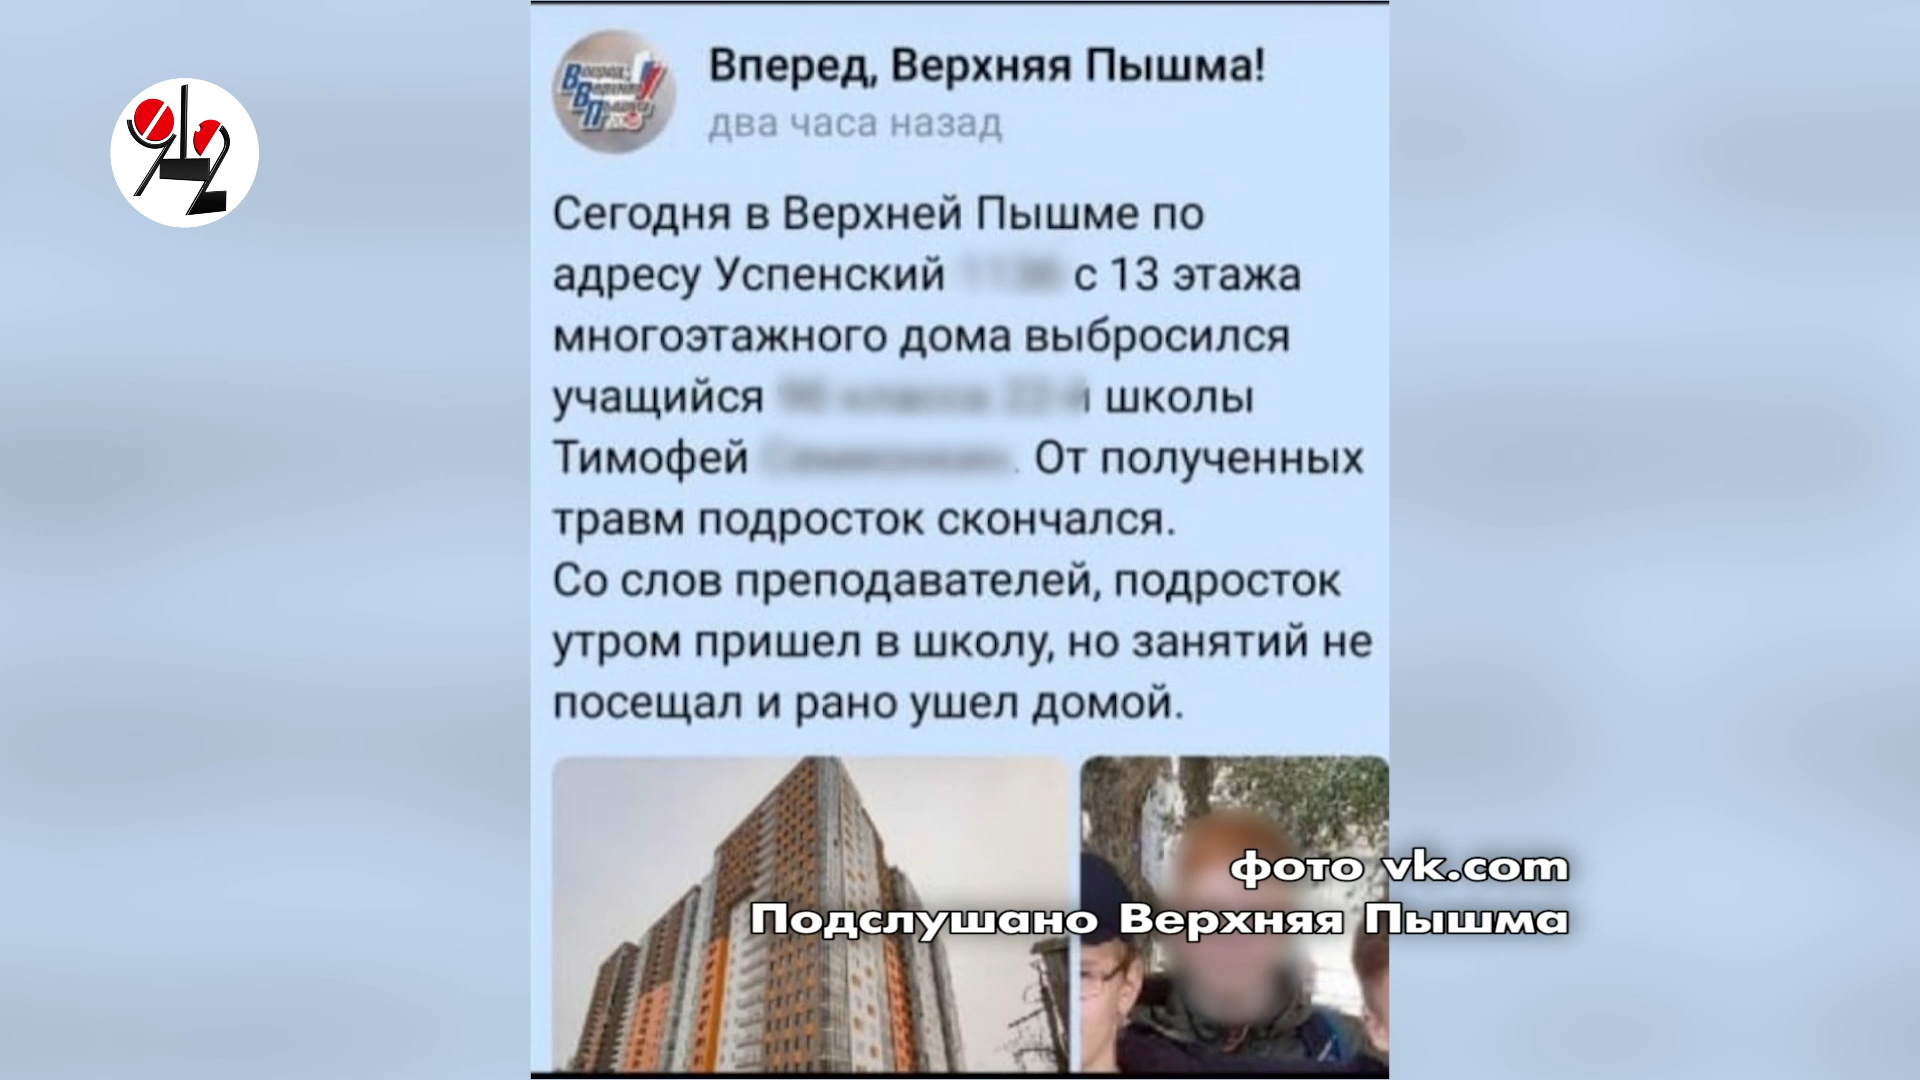 Вперед, Верхняя Пышма!
два часа назад
Сегодня в Верхней Пышме по
адресу Успенский с 13 этажа
многоэтажного дома выбросился
учащийся школы
Тимофей . От полученных
травм подросток скончался.
Со слов преподавателей, подросток
утром пришел в школу, но занятий не
посещал и рано ушел домой.
фото vk.com
Подслушано Верхняя Пышма